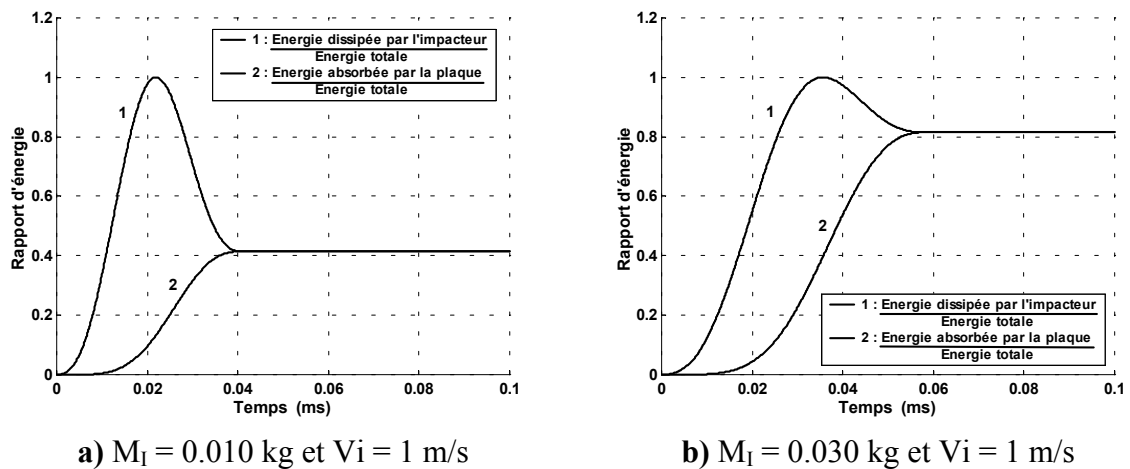 1.2
1
0.8
0.6
0.4
0.2
0
Rapport d'énergie
1 : Energie dissipée par l'impacteur
Energie totale
2 : Energie absorbée par la plaque
Energie totale
1
2
0
0.02
0.04
0.06
0.08
0.1
Temps (ms)
a) M_I = 0.010 kg et Vi = 1 m/s
1.2
1
0.8
0.6
0.4
0.2
0
Rapport d'énergie
1
2
1 : Energie dissipée par l'impacteur
Energie totale
2 : Energie absorbée par la plaque
Energie totale
0
0.02
0.04
0.06
0.08
0.1
Temps (ms)
b) M_I = 0.030 kg et Vi = 1 m/s